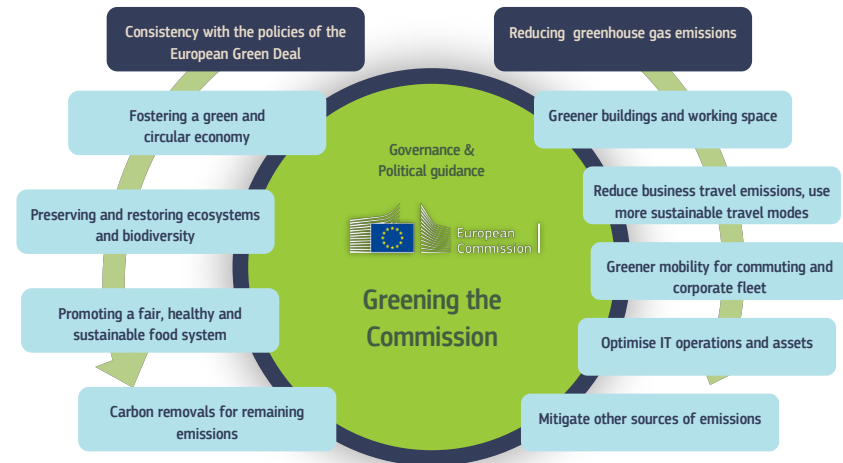 Consistency with the policies of the
European Green Deal
Fostering a green and
circular economy
Preserving and restoring ecosystems
and biodiversity
Promoting a fair, healthy and
sustainable food system
Carbon removals for remaining
emissions
Governance &
Political guidance
European
Commission
Greening the
Commission
Reducing greenhouse gas emissions
Greener buildings and working space
Reduce business travel emissions, use
more sustainable travel modes
Greener mobility for commuting and
corporate fleet
Optimise IT operations and assets
Mitigate other sources of emissions